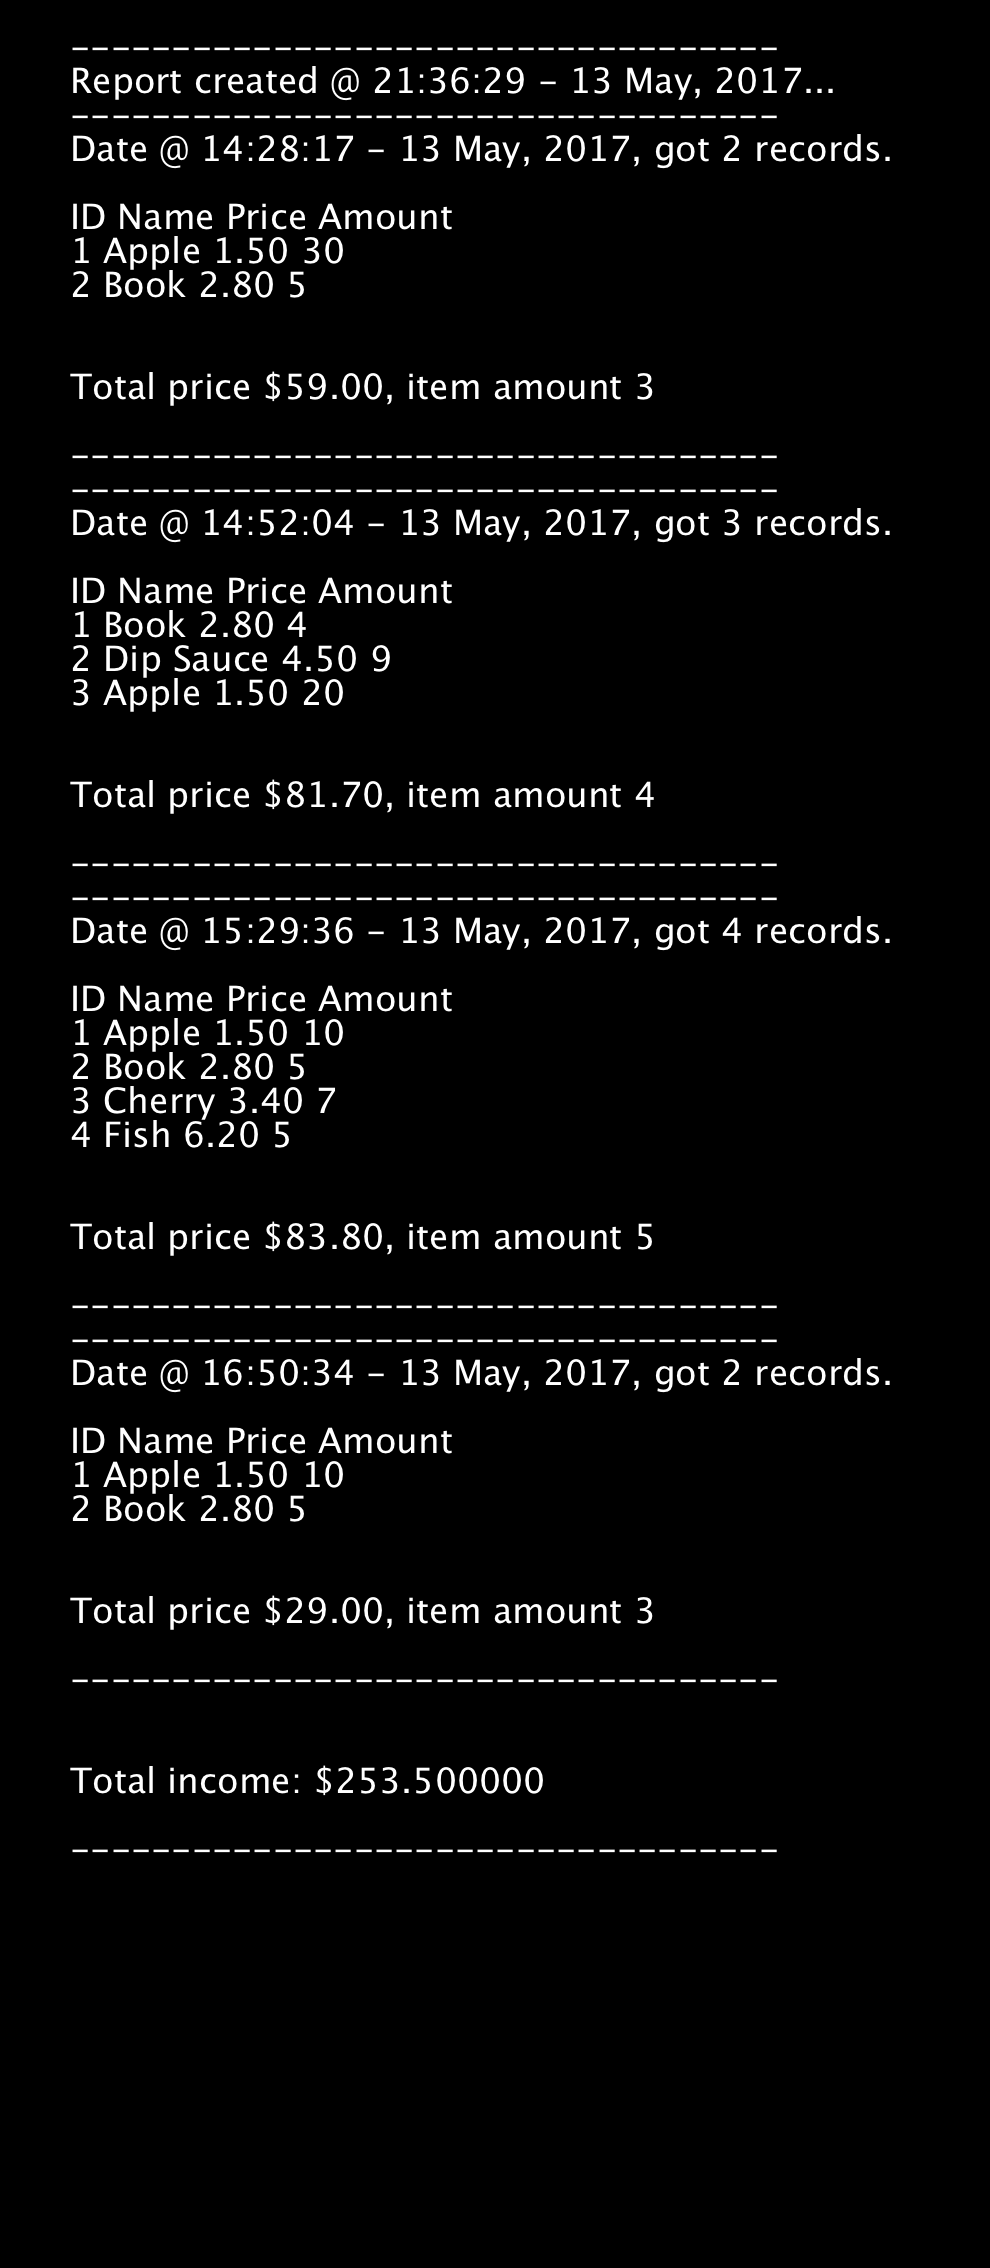 -----------------------------------
Report created @ 21:36:29 - 13 May, 2017...
-----------------------------------
Date @ 14:28:17 - 13 May, 2017, got 2 records.
ID Name Price Amount
1 Apple 1.50 30
2 Book 2.80 5
Total price $59.00, item amount 3
-----------------------------------
-----------------------------------
Date @ 14:52:04 - 13 May, 2017, got 3 records.
ID Name Price Amount
1 Book 2.80 4
2 Dip Sauce 4.50 9
3 Apple 1.50 20
Total price $81.70, item amount 4
-----------------------------------
-----------------------------------
Date @ 15:29:36 - 13 May, 2017, got 4 records.
ID Name Price Amount
1 Apple 1.50 10
2 Book 2.80 5
3 Cherry 3.40 7
4 Fish 6.20 5
Total price $83.80, item amount 5
-----------------------------------
-----------------------------------
Date @ 16:50:34 - 13 May, 2017, got 2 records.
ID Name Price Amount
1 Apple 1.50 10
2 Book 2.80 5
Total price $29.00, item amount 3
-----------------------------------
Total income: $253.500000
-----------------------------------